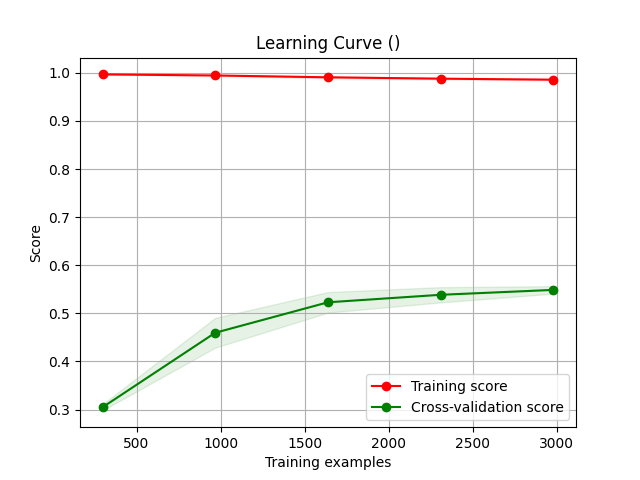 Learning Curve ()
1.0
0.9
0.8
0.7
0.6
0.5
0.4
0.3
Score
500
1000
1500
2000
2500
3000
Training examples
Training score
Cross-validation score